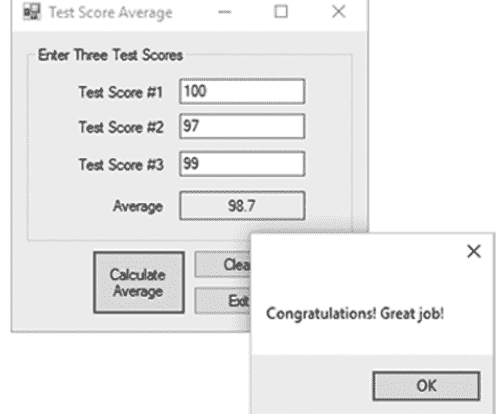 Test Score Average
Enter Three Test Scores
Test Score #1 100
Test Score #2 97
Test Score #3 99
Average 98.7
Calculate
Average
Exit
Congratulations! Great job!
OK